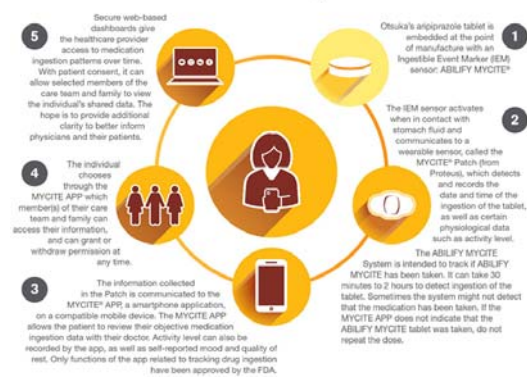 1
Otsuka's aripiprazole tablet is
embedded at the point
of manufacture with an
Ingestible Event Marker (IEM)
sensor: ABILIFY MYCITE®
2
The IEM sensor activates
when in contact with
stomach fluid and
communicates to a
wearable sensor, called the
MYCITE® Patch (from
Proteus), which detects and
records the date and time of
the ingestion of the tablet,
as well as certain
physiological data
such as activity level.
The ABILIFY MYCITE
System is intended to track if ABILIFY
MYCITE has been taken. It can take 30
minutes to 2 hours to detect ingestion of
the tablet. Sometimes the system might not detect
that the medication has been taken. If the
MYCITE APP does not indicate that the
ABILIFY MYCITE tablet was taken, do not
repeat the dose.
3
The information collected
in the Patch is communicated to the
MYCITE® APP, a smartphone application,
on a compatible mobile device. The MYCITE APP
allows the patient to review their objective medication
ingestion data with their doctor. Activity level can also be
recorded by the app, as well as self-reported mood and quality of
rest. Only functions of the app related to tracking drug ingestion
have been approved by the FDA.
4
The individual
chooses
through the
MYCITE APP which
member(s) of their care
team and family can
access their information,
and can grant or
withdraw permission at
any time.
5
Secure web-based
dashboards give
the healthcare provider
access to medication
ingestion patterns over time.
With patient consent, it can
allow selected members of the
care team and family to view
the individual's shared data. The
hope is to provide additional
clarity to better inform
physicians and their patients.